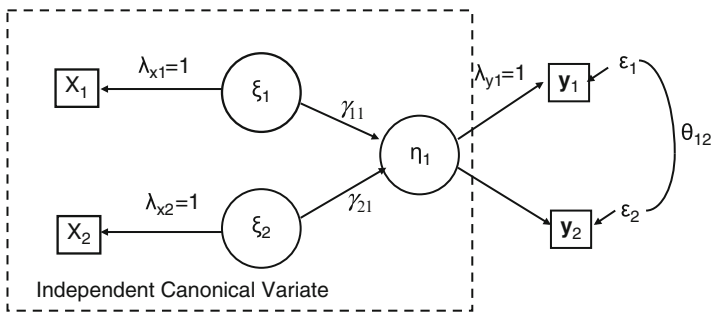 X₁
λₓ₁=1
ξ₁
γ₁₁
λᵧ₁=1
y₁
ε₁
η₁
θ₁₂
X₂
λₓ₂=1
ξ₂
γ₂₁
y₂
ε₂
Independent Canonical Variate